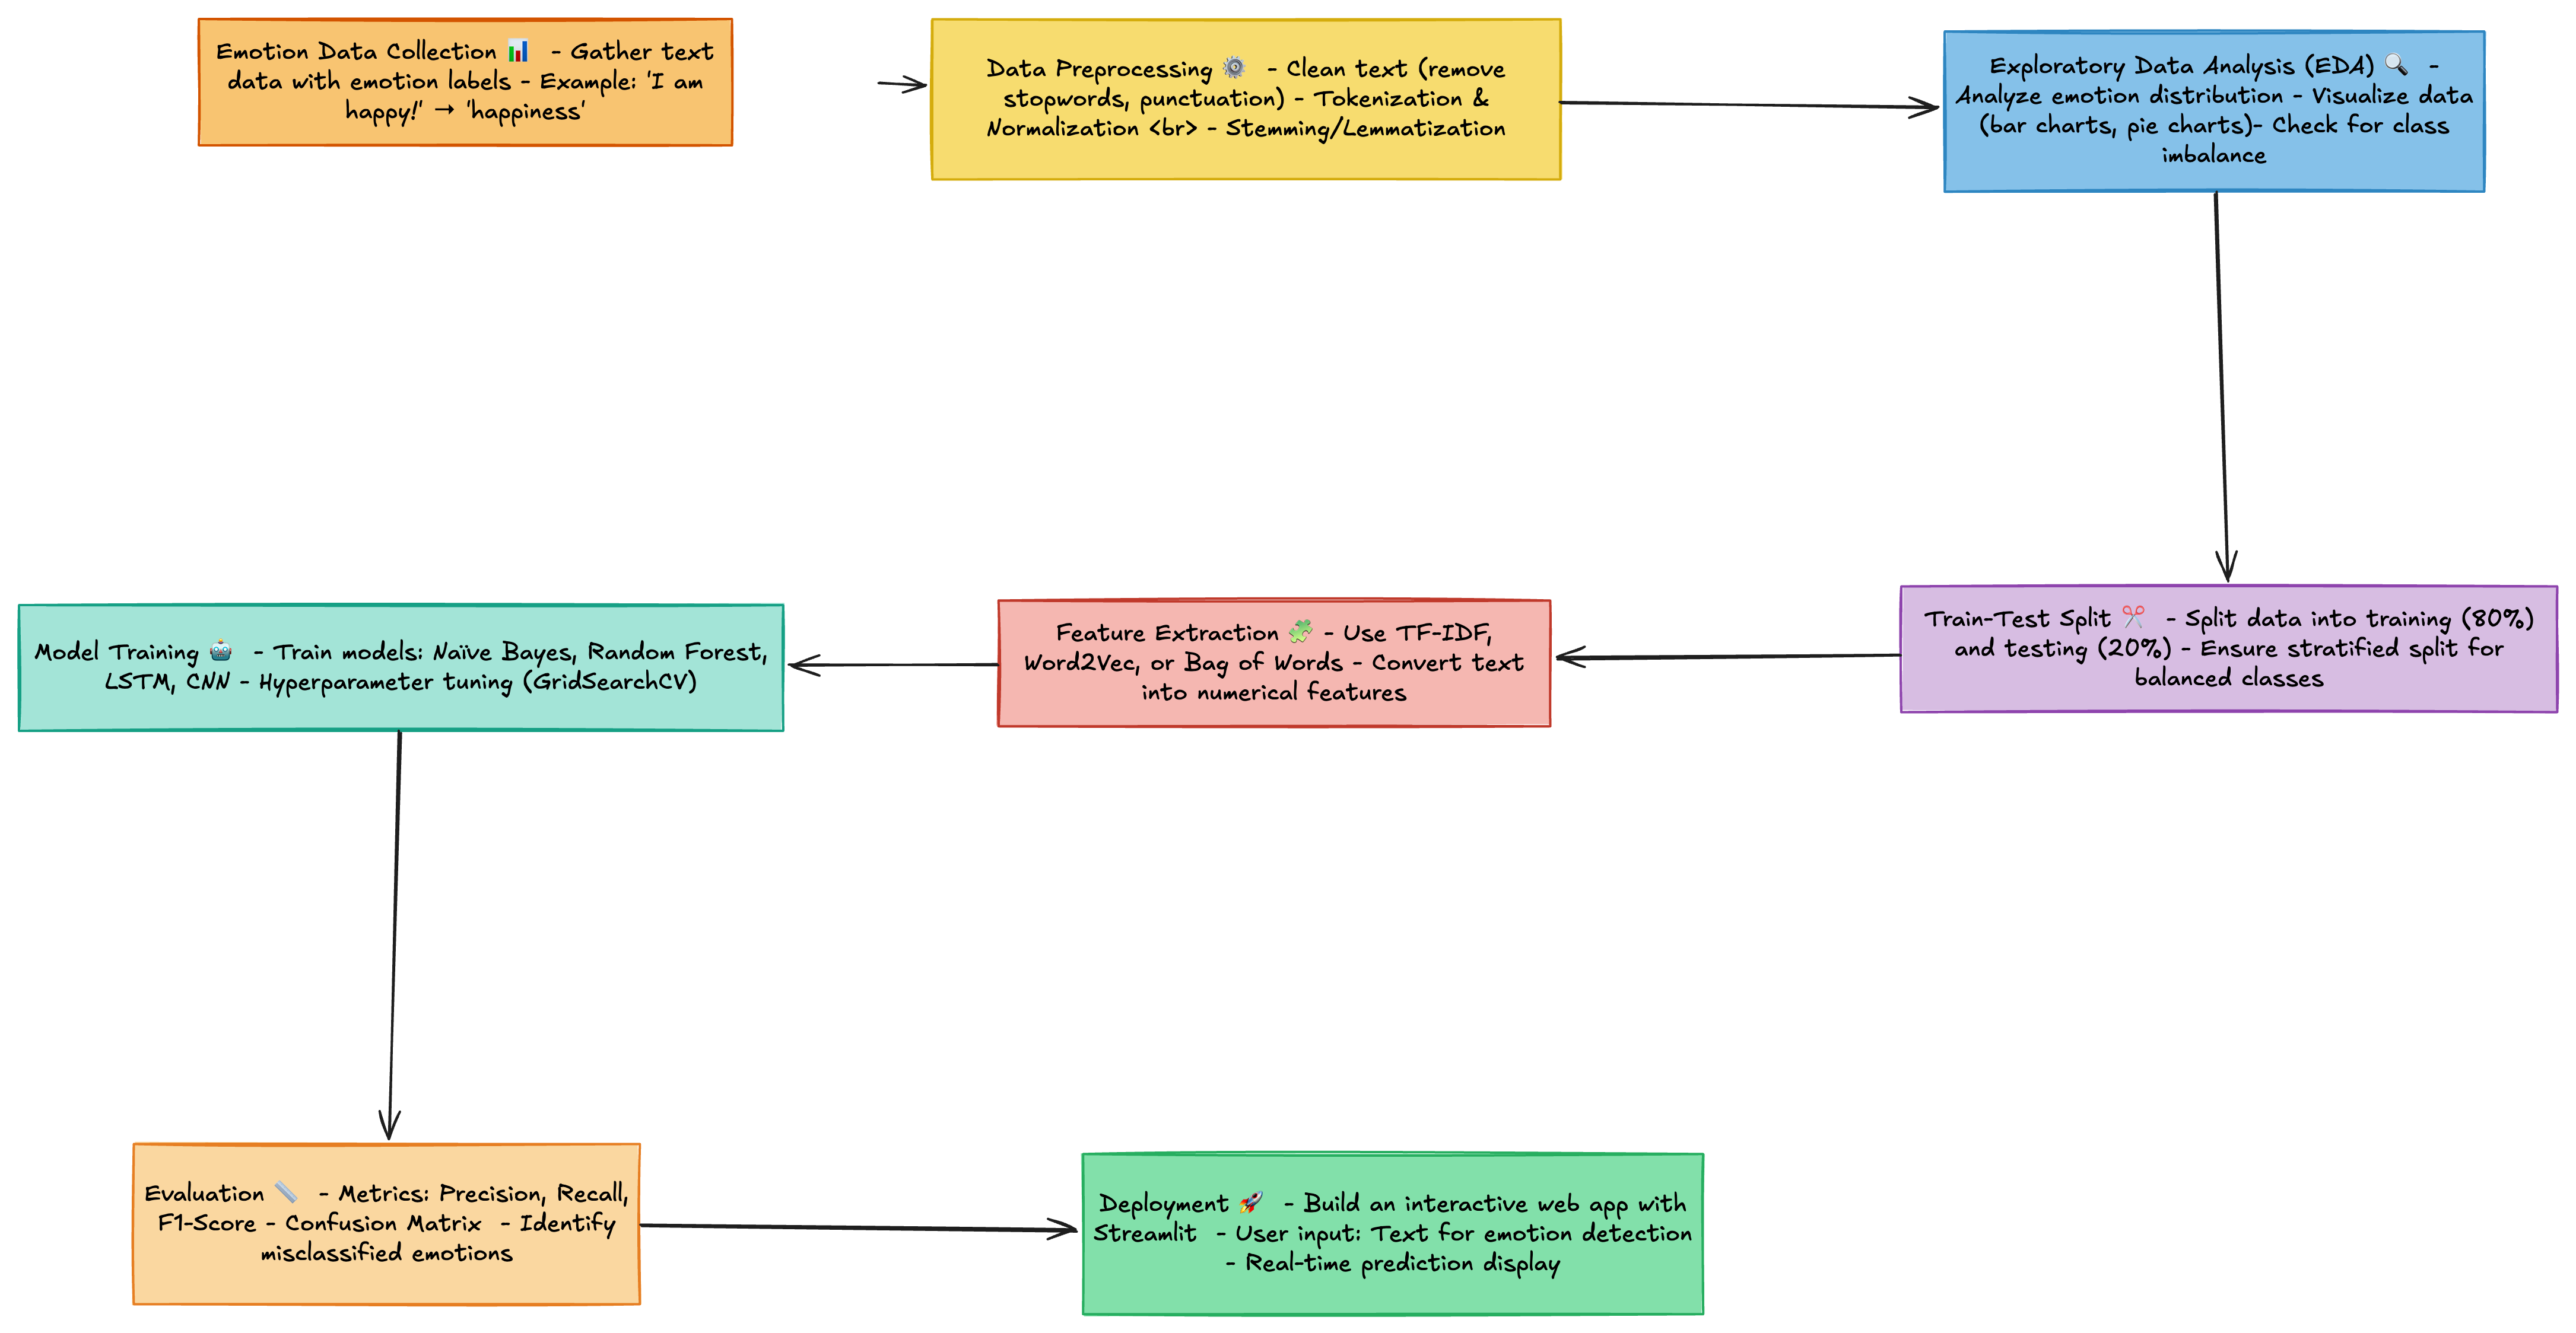 Emotion Data Collection 📊 - Gather text
data with emotion labels - Example: 'I am
happy!' → 'happiness'
Data Preprocessing ⚙️ - Clean text (remove
stopwords, punctuation) - Tokenization &
Normalization <br> - Stemming/Lemmatization
Exploratory Data Analysis (EDA) 🔍 -
Analyze emotion distribution - Visualize data
(bar charts, pie charts)- Check for class
imbalance
Train-Test Split ✂️ - Split data into training (80%)
and testing (20%) - Ensure stratified split for
balanced classes
Feature Extraction 🧩 - Use TF-IDF,
Word2Vec, or Bag of Words - Convert text
into numerical features
Model Training 🤖 - Train models: Naïve Bayes, Random Forest,
LSTM, CNN - Hyperparameter tuning (GridSearchCV)
Evaluation 📏 - Metrics: Precision, Recall,
F1-Score - Confusion Matrix - Identify
misclassified emotions
Deployment 🚀 - Build an interactive web app with
Streamlit - User input: Text for emotion detection
- Real-time prediction display